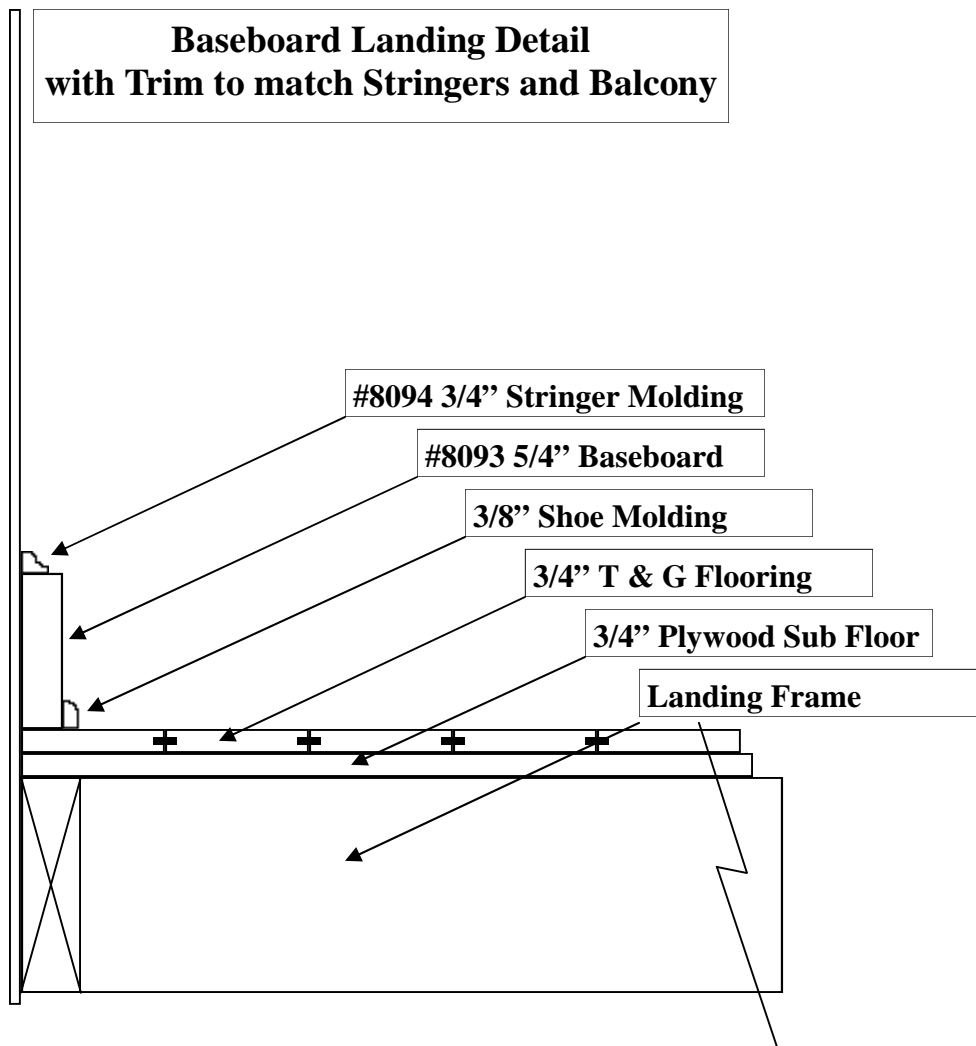 Baseboard Landing Detail
with Trim to match Stringers and Balcony
#8094 3/4” Stringer Molding
#8093 5/4” Baseboard
3/8” Shoe Molding
3/4” T & G Flooring
3/4” Plywood Sub Floor
Landing Frame